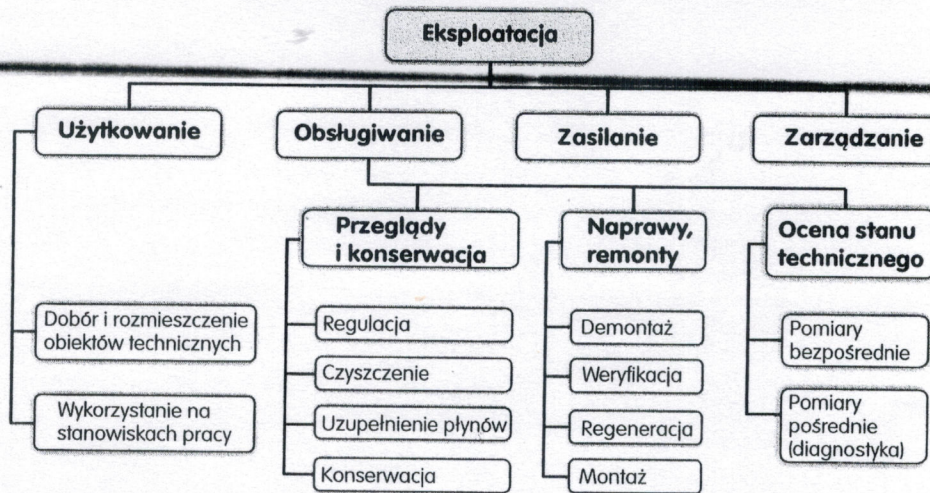 Eksploatacja
Użytkowanie
Obsługiwanie
Zasilanie
Zarządzanie
Przeglądy
i konserwacja
Naprawy,
remonty
Ocena stanu
technicznego
Dobór i rozmieszczenie
obiektów technicznych
Wykorzystanie na
stanowiskach pracy
Regulacja
Czyszczenie
Uzupełnienie płynów
Konserwacja
Demontaż
Weryfikacja
Regeneracja
Montaż
Pomiary
bezpośrednie
Pomiary
pośrednie
(diagnostyka)